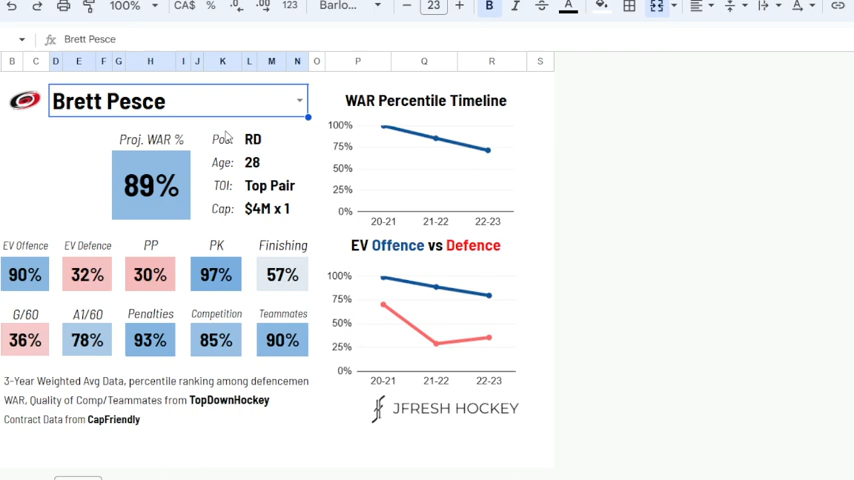 100%
CA$ % .0 .00 123
Barlo...
23
B I A
fx Brett Pesce
B C D E F G H I J K L M N O P Q R S
Brett Pesce
Proj. WAR %
89%
Pos: RD
Age: 28
TOI: Top Pair
Cap: $4M x 1
WAR Percentile Timeline
100%
75%
50%
25%
0%
20-21 21-22 22-23
EV Offence EV Defence PP PK Finishing
90% 32% 30% 97% 57%
G/60 A1/60 Penalties Competition Teammates
36% 78% 93% 85% 90%
EV Offence vs Defence
100%
75%
50%
25%
0%
20-21 21-22 22-23
3-Year Weighted Avg Data, percentile ranking among defencemen
WAR, Quality of Comp/Teammates from TopDownHockey
Contract Data from CapFriendly
JFRESH HOCKEY